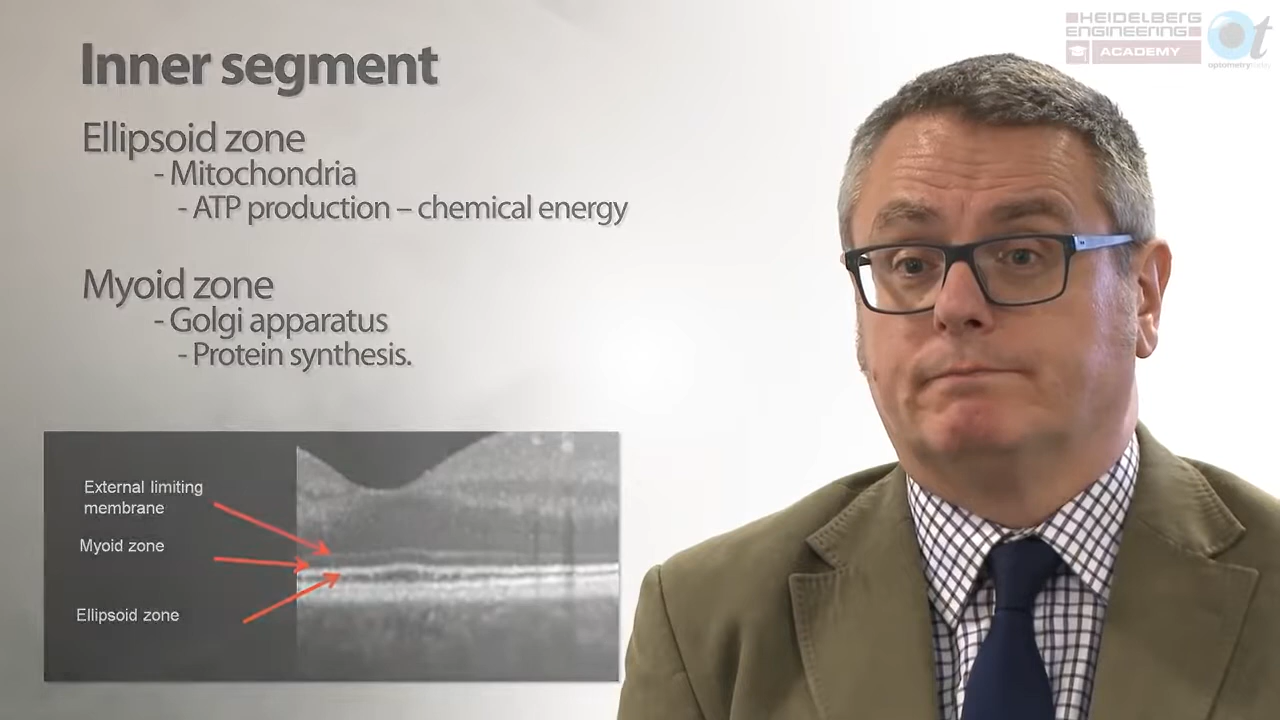 HEIDELBERG
ENGINEERING
ACADEMY
optometrytoday
Inner segment
Ellipsoid zone
- Mitochondria
- ATP production – chemical energy
Myoid zone
- Golgi apparatus
- Protein synthesis.
External limiting
membrane
Myoid zone
Ellipsoid zone